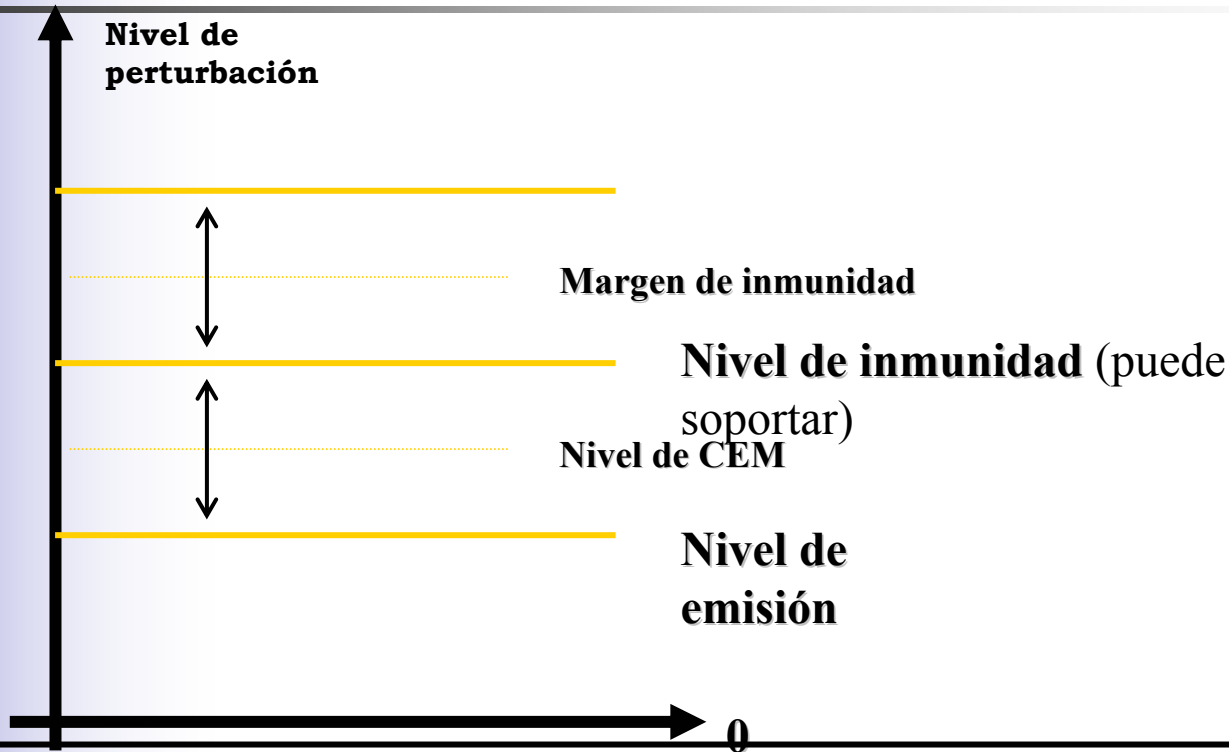 Nivel de
perturbación
Margen de inmunidad
Nivel de inmunidad (puede
soportar)
Nivel de CEM
Nivel de
emisión
0